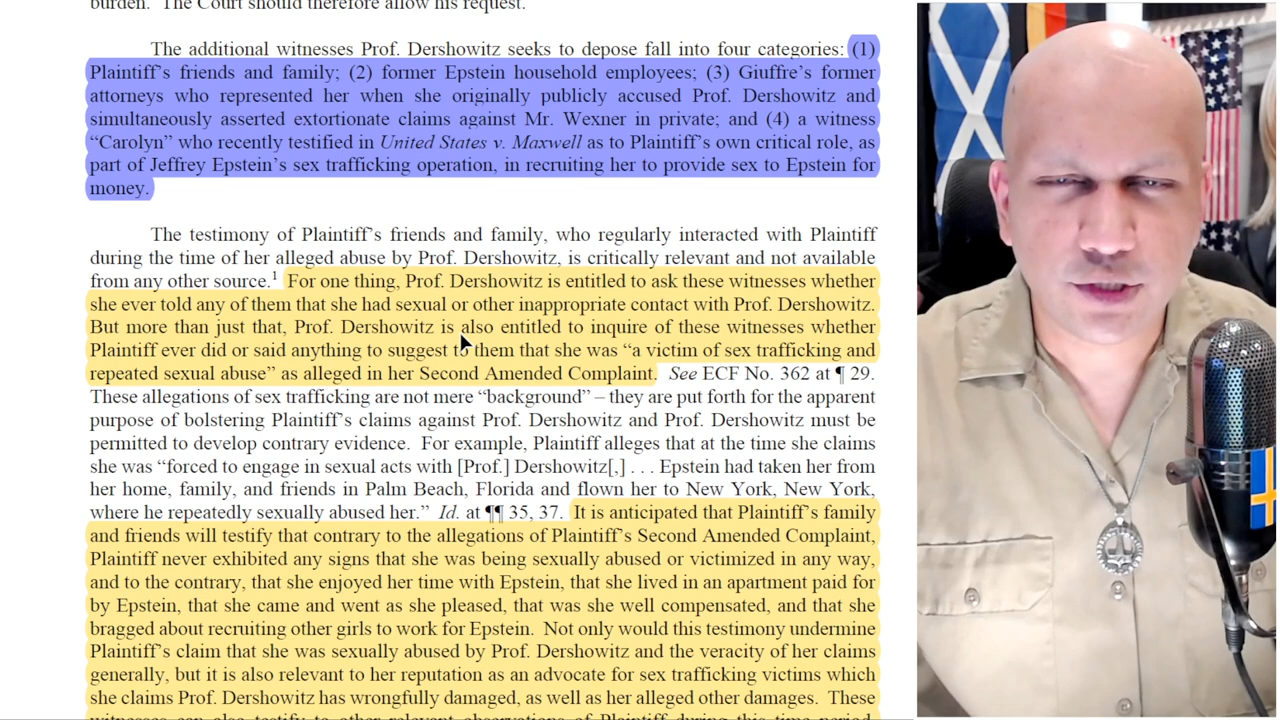 burden. The Court should therefore allow his request.
The additional witnesses Prof. Dershowitz seeks to depose fall into four categories: (1)
Plaintiff’s friends and family; (2) former Epstein household employees; (3) Giuffre’s former
attorneys who represented her when she originally publicly accused Prof. Dershowitz and
simultaneously asserted extortionate claims against Mr. Wexner in private; and (4) a witness
“Carolyn” who recently testified in United States v. Maxwell as to Plaintiff’s own critical role, as
part of Jeffrey Epstein’s sex trafficking operation, in recruiting her to provide sex to Epstein for
money.
The testimony of Plaintiff’s friends and family, who regularly interacted with Plaintiff
during the time of her alleged abuse by Prof. Dershowitz, is critically relevant and not available
from any other source.1 For one thing, Prof. Dershowitz is entitled to ask these witnesses whether
she ever told any of them that she had sexual or other inappropriate contact with Prof. Dershowitz.
But more than just that, Prof. Dershowitz is also entitled to inquire of these witnesses whether
Plaintiff ever did or said anything to suggest to them that she was “a victim of sex trafficking and
repeated sexual abuse” as alleged in her Second Amended Complaint. See ECF No. 362 at ¶ 29.
These allegations of sex trafficking are not mere “background” – they are put forth for the apparent
purpose of bolstering Plaintiff’s claims against Prof. Dershowitz and Prof. Dershowitz must be
permitted to develop contrary evidence. For example, Plaintiff alleges that at the time she claims
she was “forced to engage in sexual acts with [Prof.] Dershowitz[,] . . . Epstein had taken her from
her home, family, and friends in Palm Beach, Florida and flown her to New York, New York,
where he repeatedly sexually abused her.” Id. at ¶¶ 35, 37. It is anticipated that Plaintiff’s family
and friends will testify that contrary to the allegations of Plaintiff’s Second Amended Complaint,
Plaintiff never exhibited any signs that she was being sexually abused or victimized in any way,
and to the contrary, that she enjoyed her time with Epstein, that she lived in an apartment paid for
by Epstein, that she came and went as she pleased, that was she well compensated, and that she
bragged about recruiting other girls to work for Epstein. Not only would this testimony undermine
Plaintiff’s claim that she was sexually abused by Prof. Dershowitz and the veracity of her claims
generally, but it is also relevant to her reputation as an advocate for sex trafficking victims which
she claims Prof. Dershowitz has wrongfully damaged, as well as her alleged other damages. These
witnesses can also testify to other relevant observations of Plaintiff during this time period,